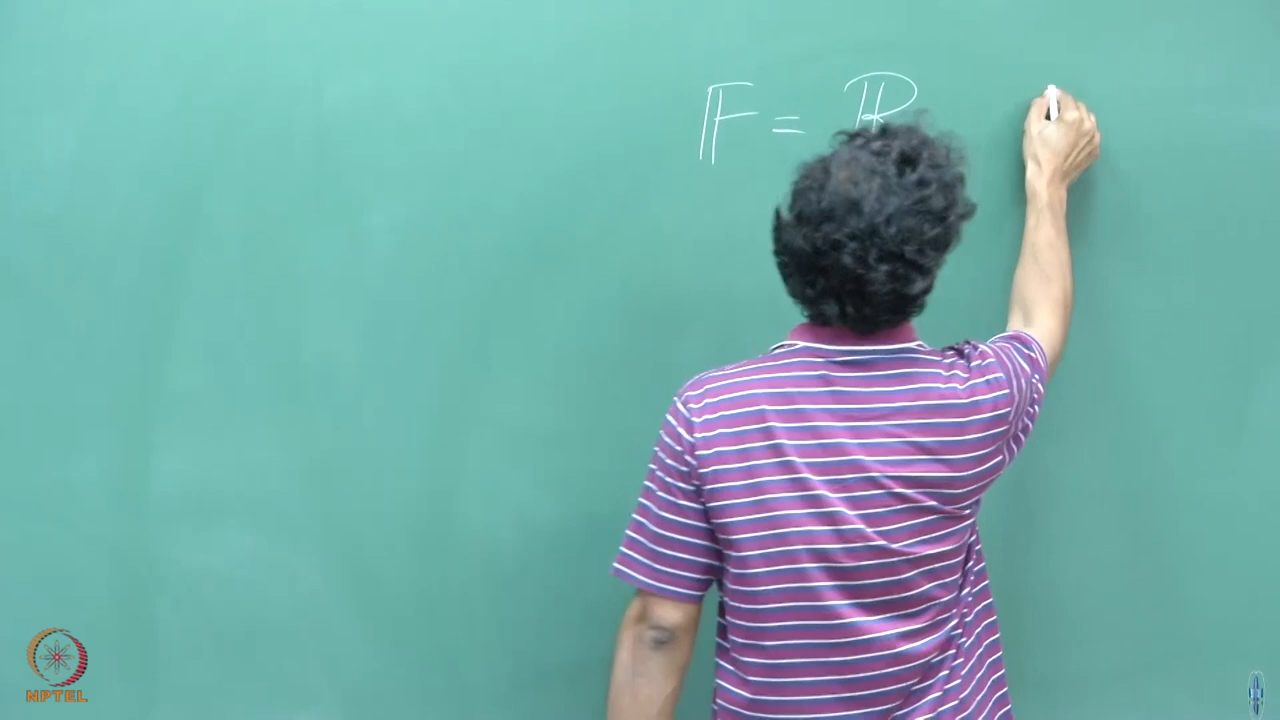 𝔽 = ℝ
NPTEL